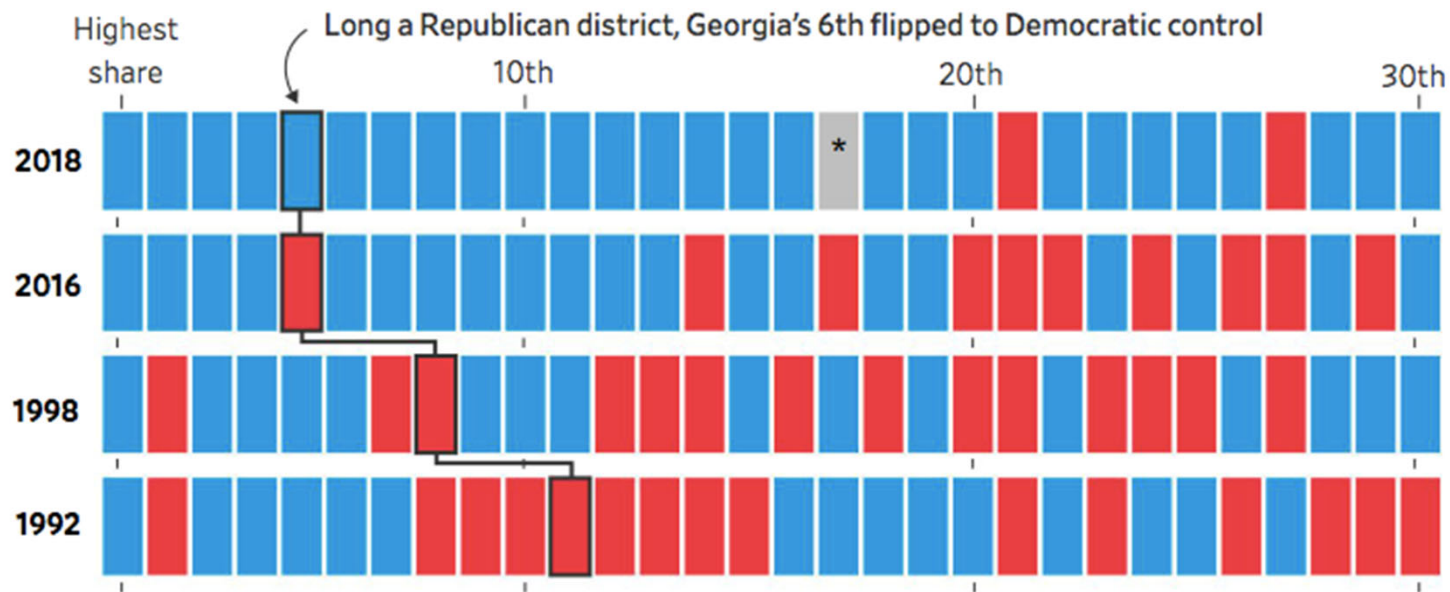 Long a Republican district, Georgia's 6th flipped to Democratic control
Highest
share
10th
20th
30th
2018
*
2016
1998
1992